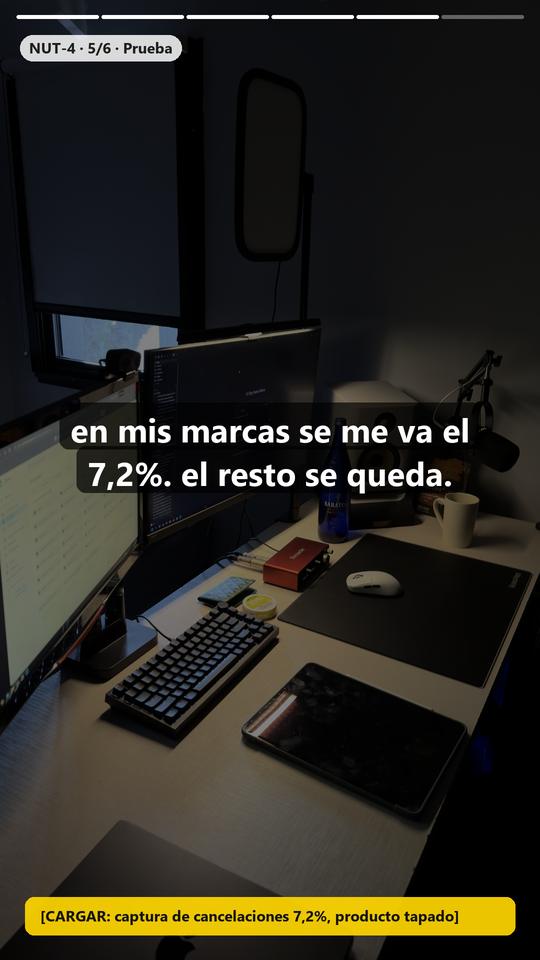 NUT-4 · 5/6 · Prueba
en mis marcas se me va el
7,2%. el resto se queda.
[CARGAR: captura de cancelaciones 7,2%, producto tapado]